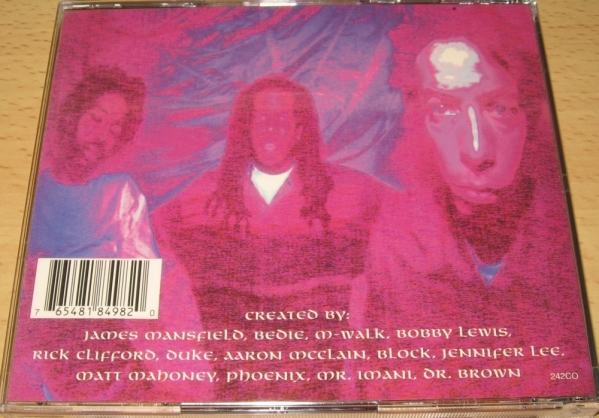 7 65481 84982 0
CREATED BY:
JAMES MANSFIELD, BEDIE, M-WALK, BOBBY LEWIS,
RICK CLIFFORD, DUKE, AARON MCCLAIN, BLOCK, JENNIFER LEE,
MATT MAHONEY, PHOENIX, MR. IMANI, DR. BROWN
242CO